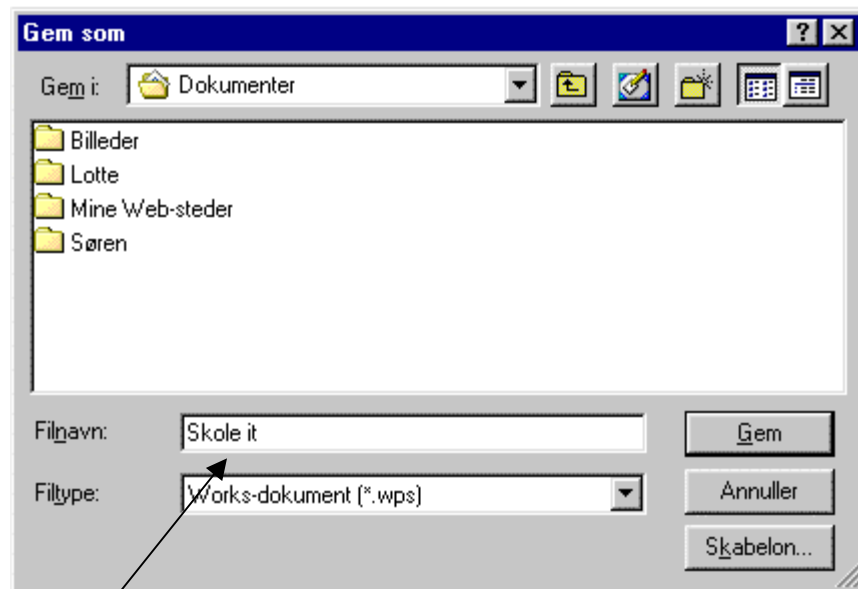 Gem som
Gem i: Dokumenter
Billeder
Lotte
Mine Web-steder
Søren
Filnavn: Skole it Gem
Filtype: Works-dokument (*.wps) Annuller
Skabelon...